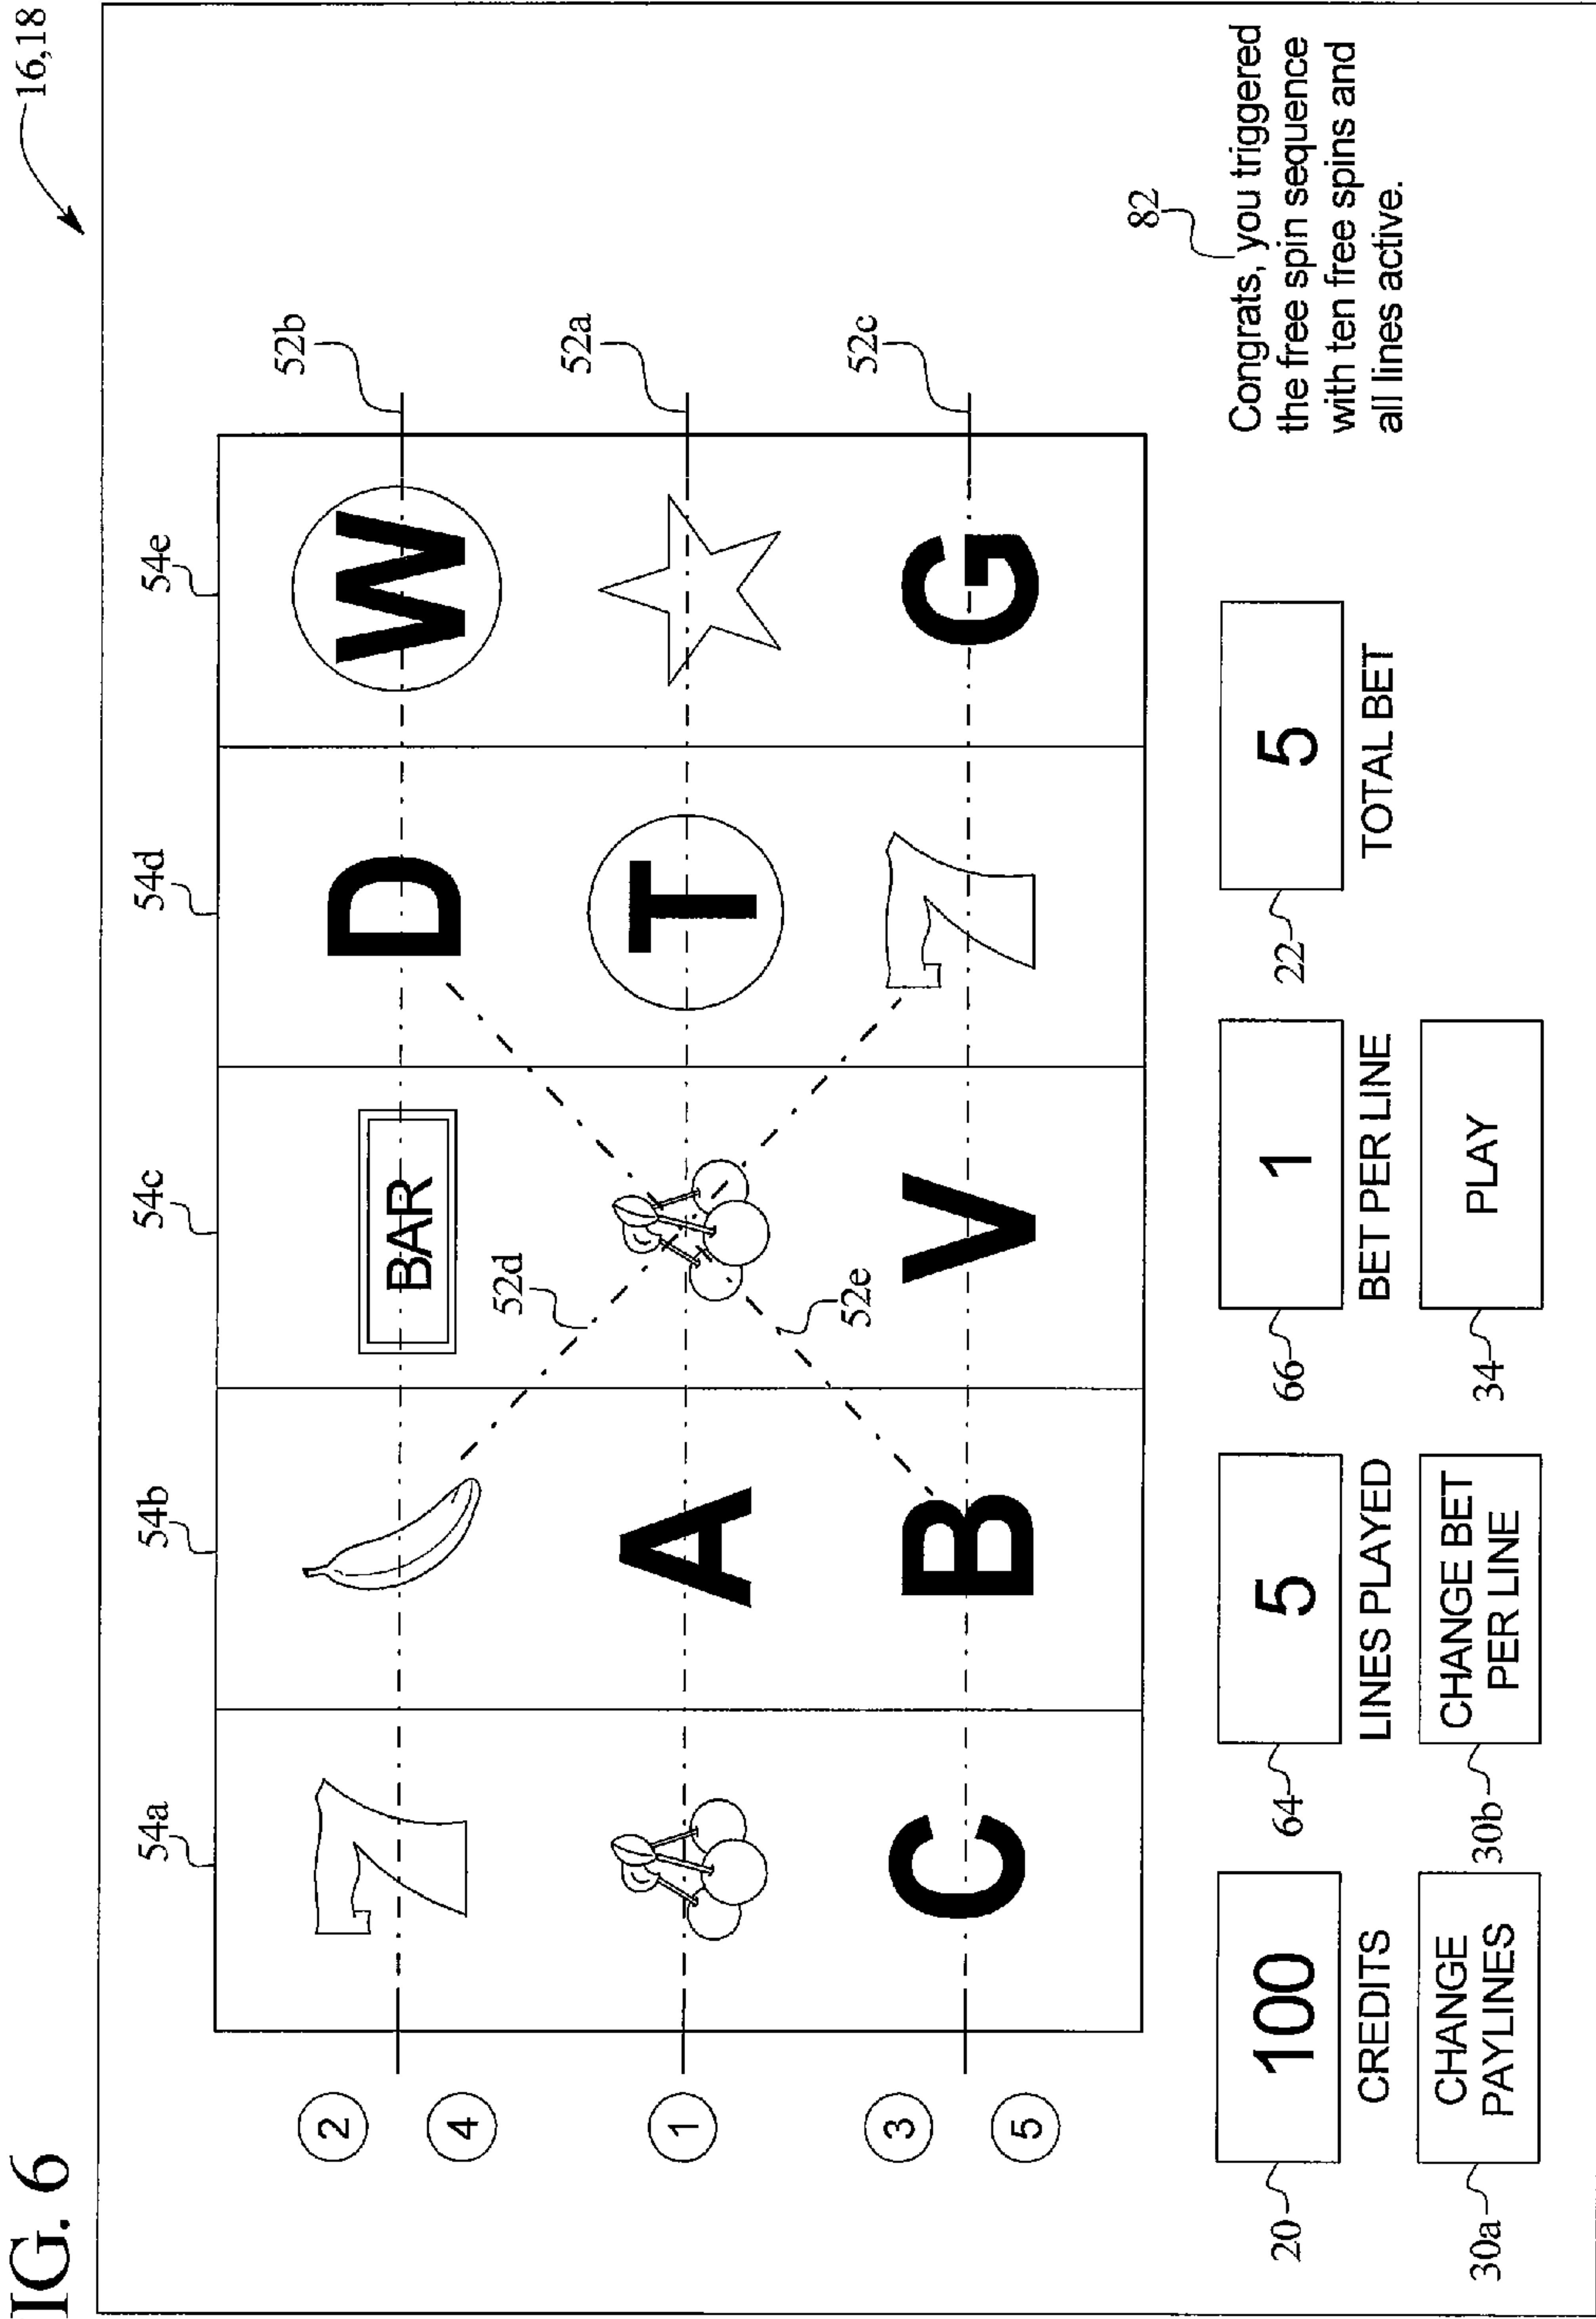 IG. 6
16,18
54a 54b 54c 54d 54e
2 7 BAR D W 52b
4
52d
1 A T 52a
52e
3 C B V 7 G 52c
5
82
Congrats, you triggered
the free spin sequence
with ten free spins and
all lines active.
20 100 64 5 66 1 22 5
CREDITS LINES PLAYED BET PER LINE TOTAL BET
30a CHANGE
PAYLINES
30b CHANGE BET
PER LINE
34 PLAY